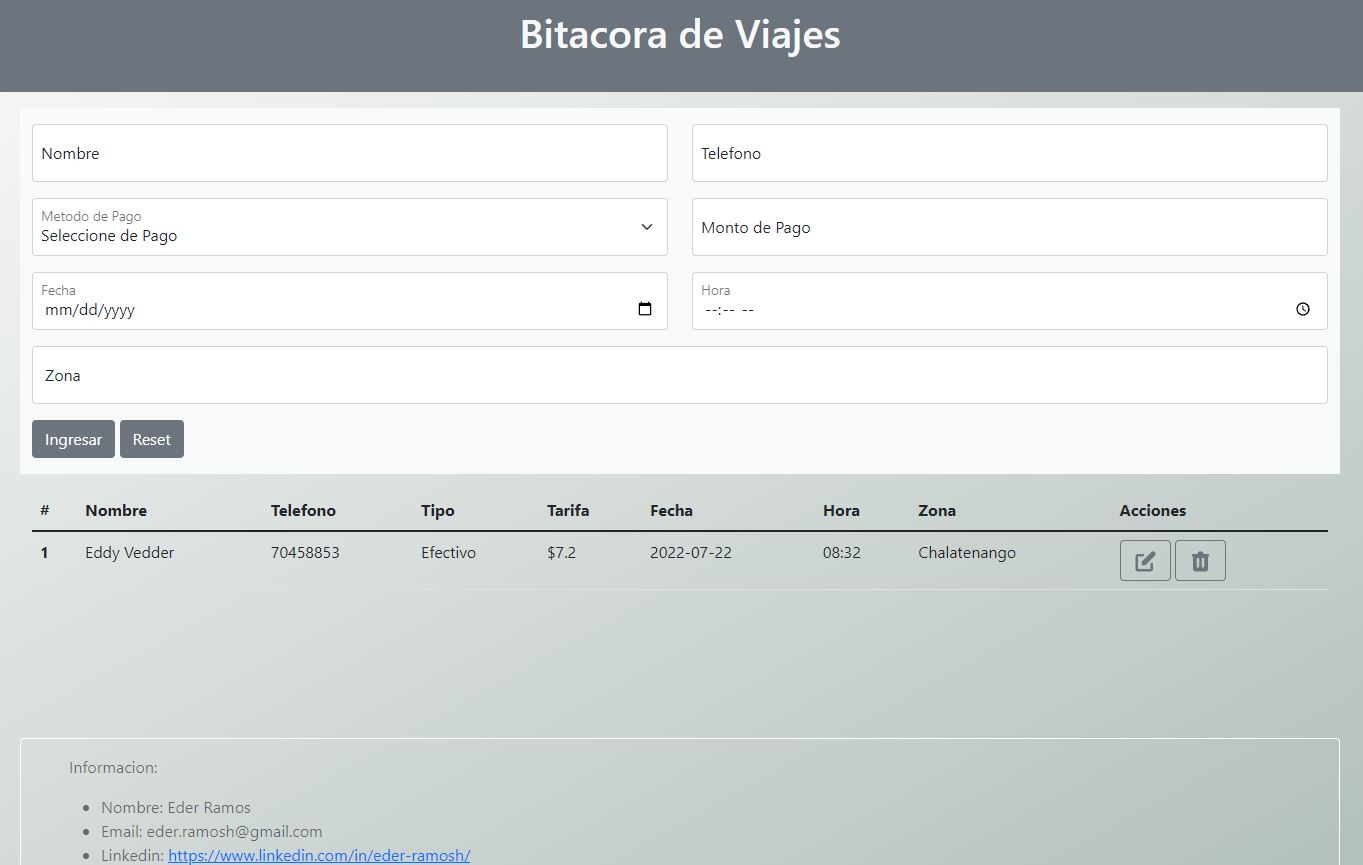 Bitacora de Viajes
Nombre Telefono
Metodo de Pago
Seleccione de Pago Monto de Pago
Fecha Hora
mm/dd/yyyy --:-- --
Zona
Ingresar Reset
# Nombre Telefono Tipo Tarifa Fecha Hora Zona Acciones
1 Eddy Vedder 70458853 Efectivo $7.2 2022-07-22 08:32 Chalatenango
Informacion:
Nombre: Eder Ramos
Email: eder.ramosh@gmail.com
Linkedin: https://www.linkedin.com/in/eder-ramosh/